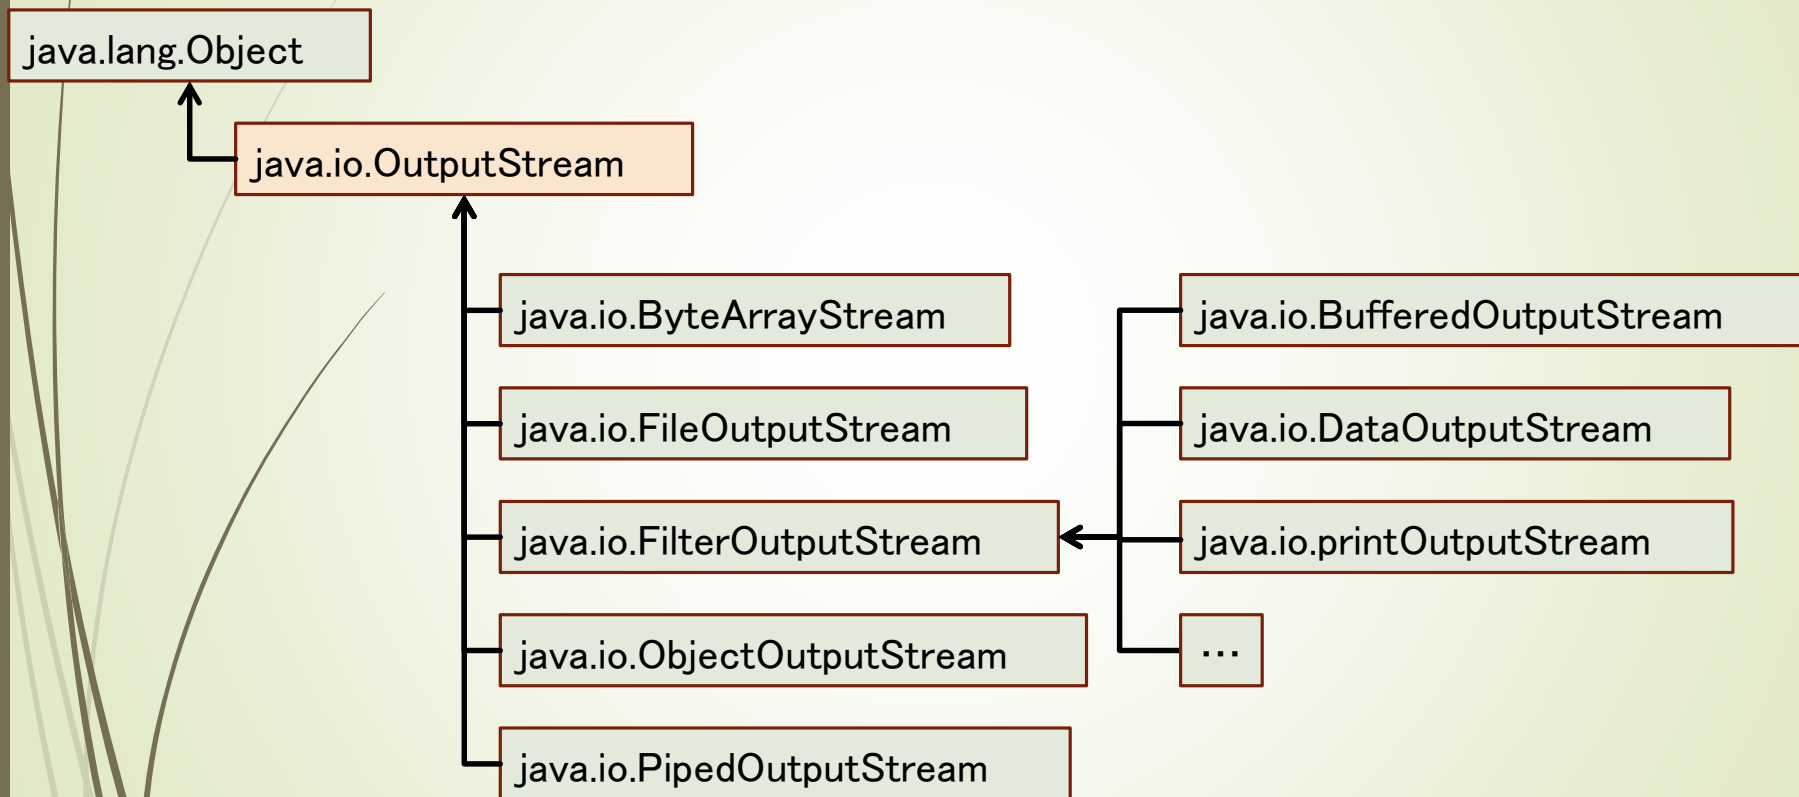 java.lang.Object
java.io.OutputStream
java.io.ByteArrayStream
java.io.FileOutputStream
java.io.FilterOutputStream
java.io.ObjectOutputStream
java.io.PipedOutputStream
java.io.BufferedOutputStream
java.io.DataOutputStream
java.io.printOutputStream
…